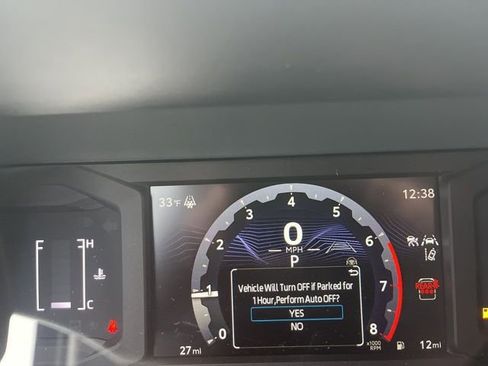 33°F
12:38
F H
C
0
1
2
3
4
5
6
7
8
0
MPH
P
REAR
Vehicle Will Turn OFF if Parked for
1 Hour,Perform Auto OFF?
YES
NO
x1000
RPM
27 mi
12 mi